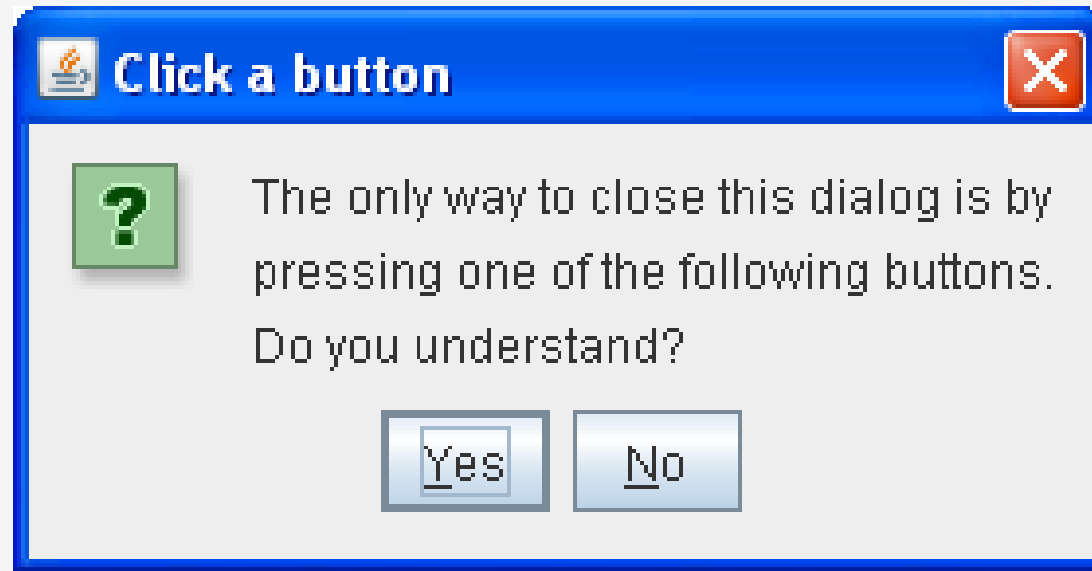 Click a button
The only way to close this dialog is by
pressing one of the following buttons.
Do you understand?
Yes No